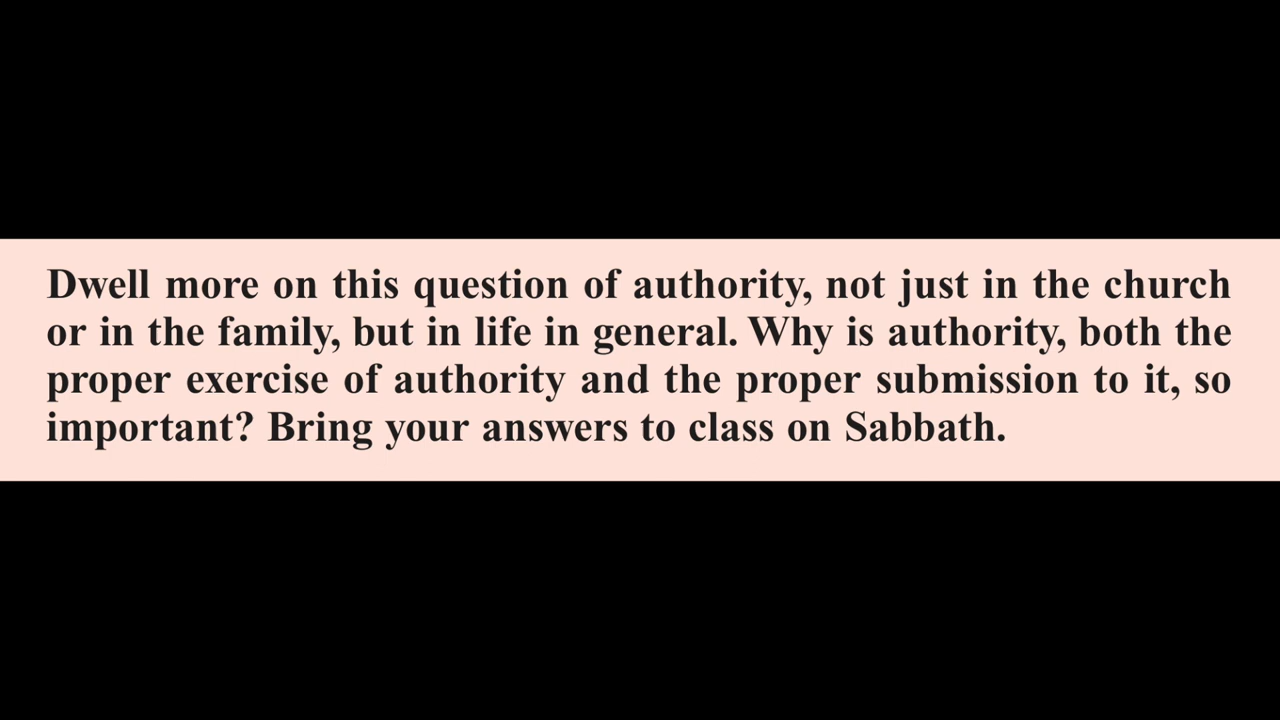 Dwell more on this question of authority, not just in the church
or in the family, but in life in general. Why is authority, both the
proper exercise of authority and the proper submission to it, so
important? Bring your answers to class on Sabbath.